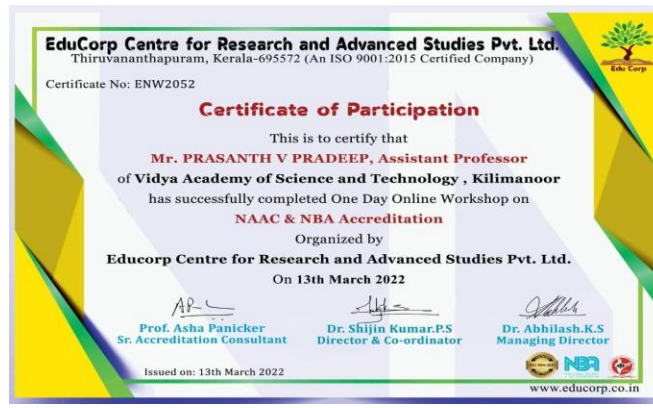 EduCorp Centre for Research and Advanced Studies Pvt. Ltd.
Thiruvananthapuram, Kerala-695572 (An ISO 9001:2015 Certified Company)
Edu Corp
Certificate No: ENW2052
Certificate of Participation
This is to certify that
Mr. PRASANTH V PRADEEP, Assistant Professor
of Vidya Academy of Science and Technology , Kilimanoor
has successfully completed One Day Online Workshop on
NAAC & NBA Accreditation
Organized by
Educorp Centre for Research and Advanced Studies Pvt. Ltd.
On 13th March 2022
Prof. Asha Panicker
Sr. Accreditation Consultant
Dr. Shijin Kumar.P.S
Director & Co-ordinator
Dr. Abhilash.K.S
Managing Director
Issued on: 13th March 2022
NBA
www.educorp.co.in